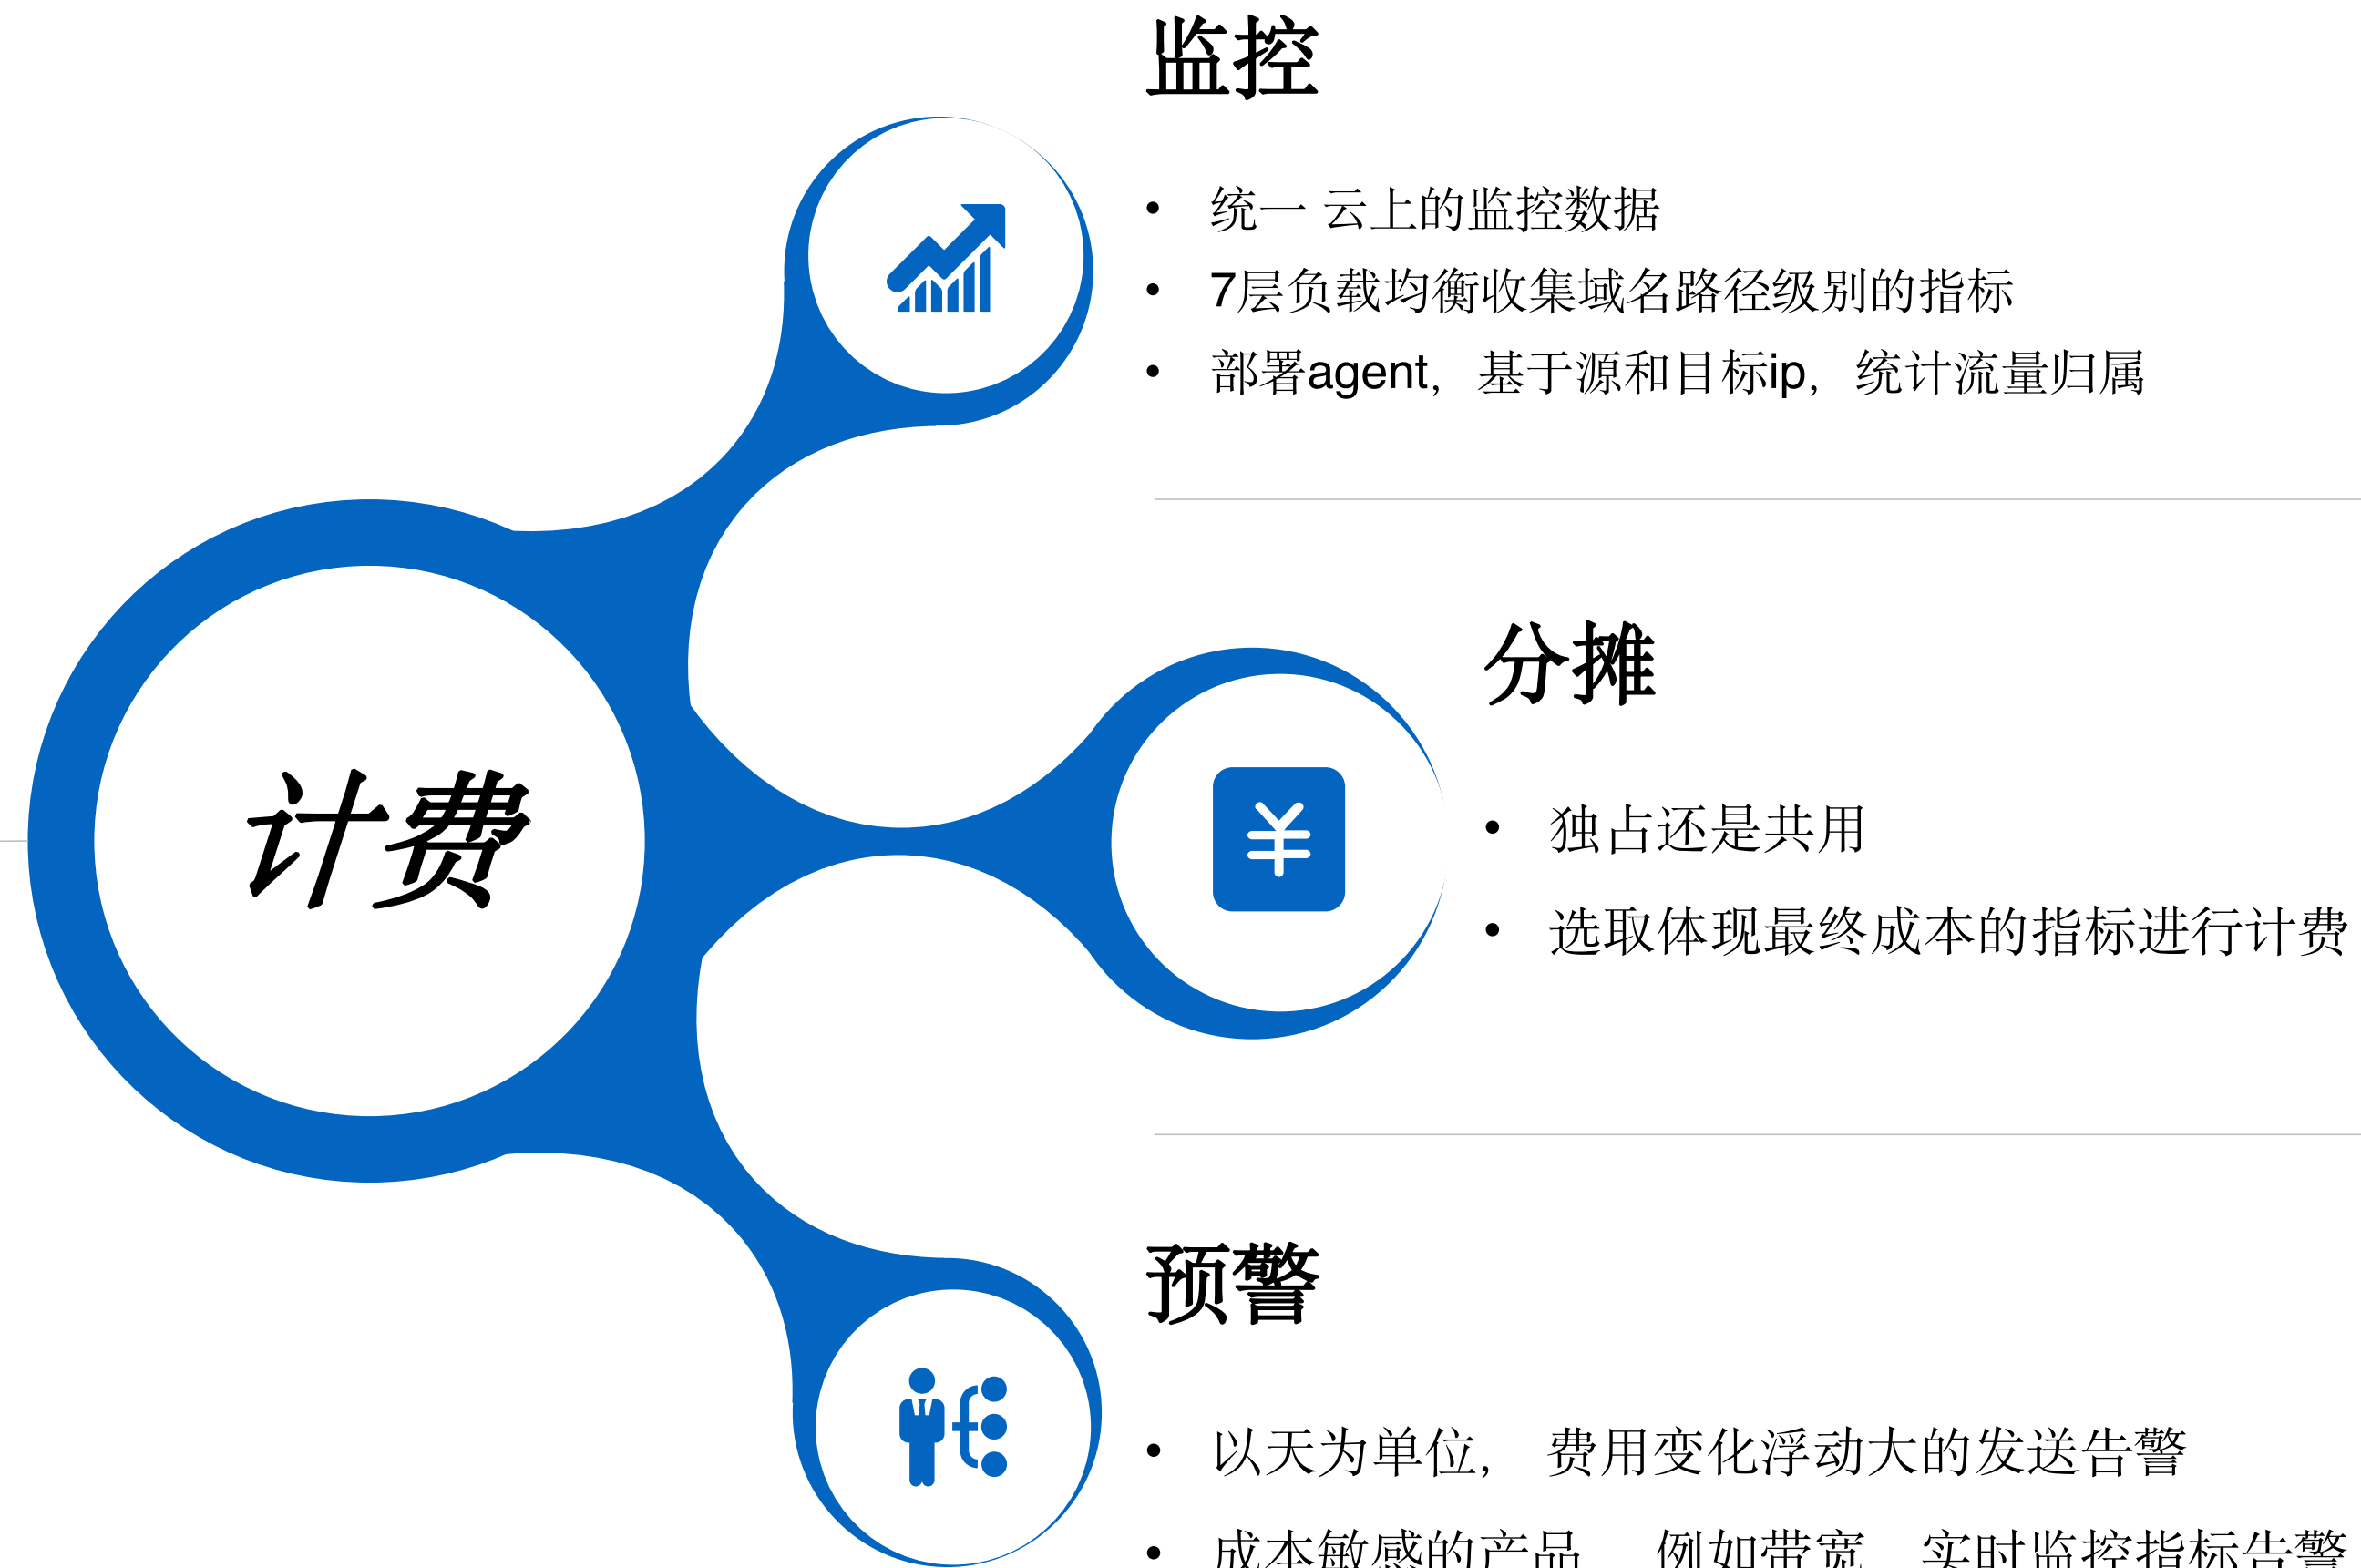 监控
统一 云上的监控数据
7层负载均衡收集域名路径级别的指标
部署agent， 基于源和目标ip， 统计流量归属
计费
分摊
独占还是共用
选取体现最终成本的指标进行计费
预警
以天为单位， 费用变化浮动大的发送告警
成本敏感的产品， 例如带宽， 实时监控指标告警